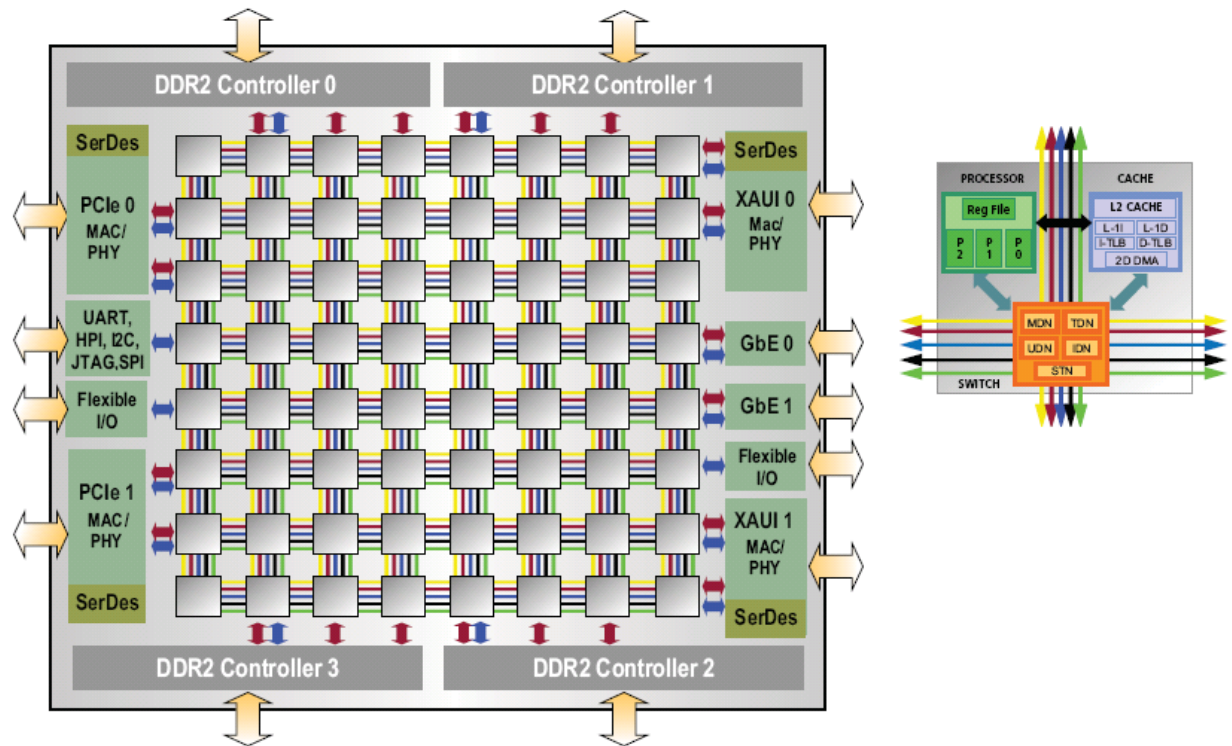 DDR2 Controller 0
DDR2 Controller 1
SerDes
PCIe 0
MAC/
PHY
UART,
HPI, I2C,
JTAG,SPI
Flexible
I/O
PCIe 1
MAC/
PHY
SerDes
SerDes
XAUI 0
Mac/
PHY
GbE 0
GbE 1
Flexible
I/O
XAUI 1
MAC/
PHY
SerDes
DDR2 Controller 3
DDR2 Controller 2
PROCESSOR
CACHE
Reg File
P
2
P
1
P
0
L2 CACHE
L-1I
L-1D
I-TLB
D-TLB
2D DMA
MDN
TDN
UDN
IDN
STN
SWITCH